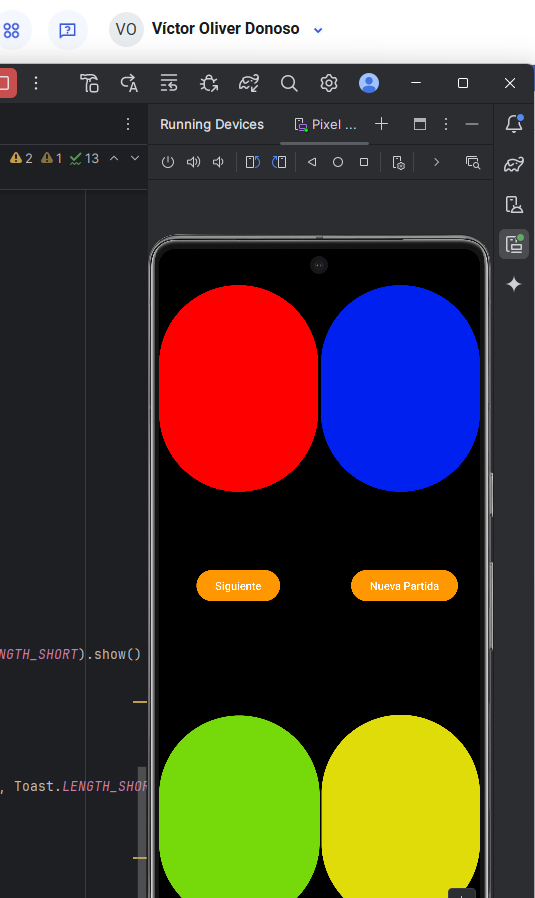 VO Víctor Oliver Donoso
Running Devices Pixel ...
2 1 13
Siguiente Nueva Partida
NGTH_SHORT).show()
, Toast.LENGTH_SHOR